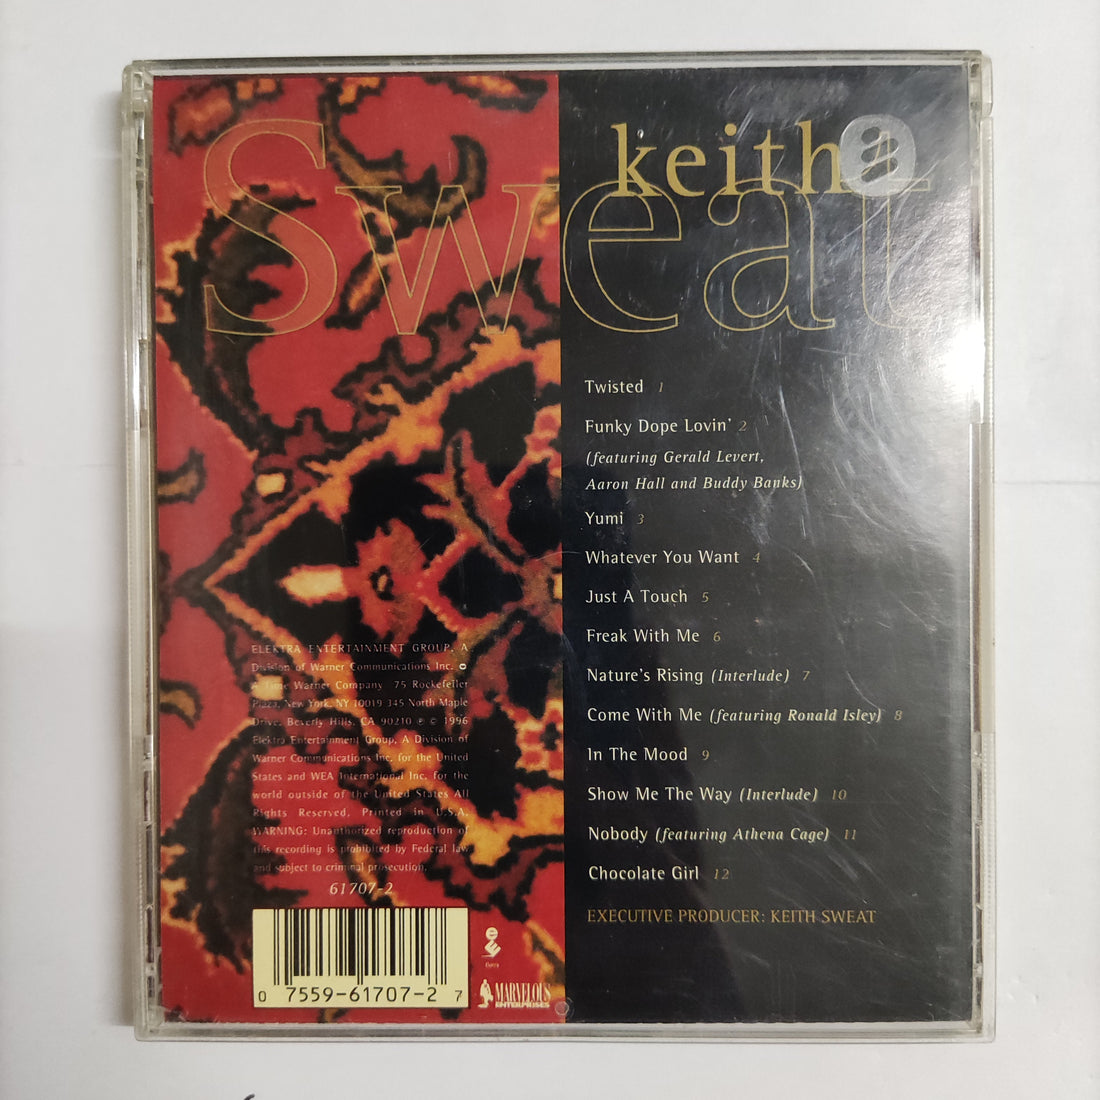 keith
Sweat
Twisted 1
Funky Dope Lovin' 2
(featuring Gerald Levert,
Aaron Hall and Buddy Banks)
Yumi 3
Whatever You Want 4
Just A Touch 5
Freak With Me 6
Nature's Rising (Interlude) 7
Come With Me (featuring Ronald Isley) 8
In The Mood 9
Show Me The Way (Interlude) 10
Nobody (featuring Athena Cage) 11
Chocolate Girl 12
EXECUTIVE PRODUCER: KEITH SWEAT
ELEKTRA ENTERTAINMENT GROUP, A
Division of Warner Communications Inc.
A Time Warner Company 75 Rockefeller
Plaza, New York, NY 10019 345 North Maple
Drive, Beverly Hills, CA 90210 ℗ © 1996
Elektra Entertainment Group, A Division of
Warner Communications Inc. for the United
States and WEA International Inc. for the
world outside of the United States All
Rights Reserved. Printed in U.S.A.
WARNING: Unauthorized reproduction of
this recording is prohibited by Federal law
and subject to criminal prosecution.
61707-2
0 7559-61707-2 7
Elektra
MARVELOUS
ENTERPRISES